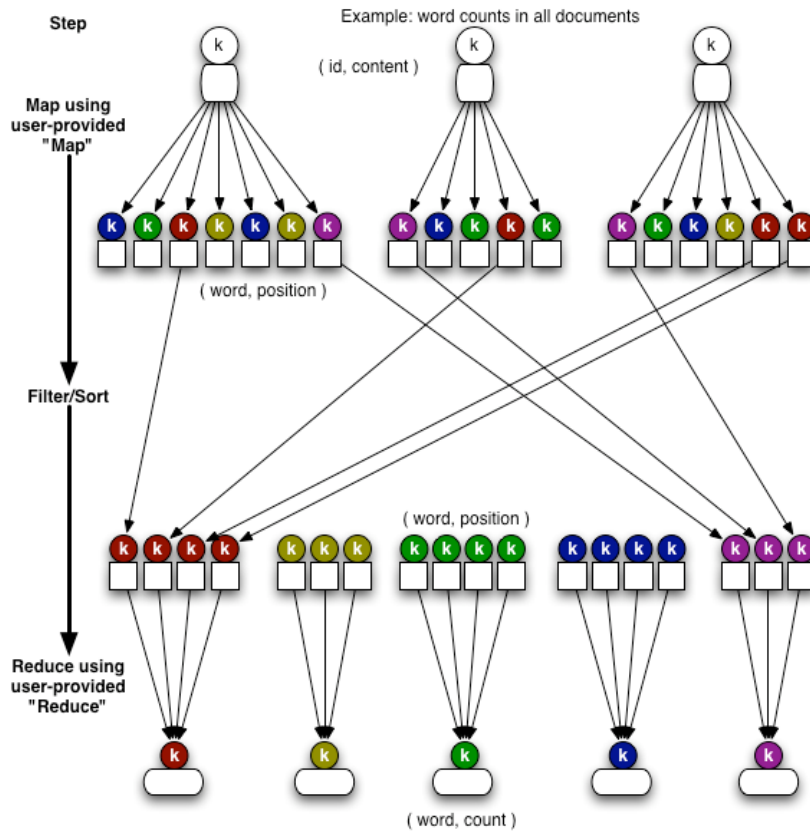 Step
Example: word counts in all documents
k k k
( id, content )
Map using
user-provided
"Map"
k k k k k k k k k k k k k k k k k k
( word, position )
Filter/Sort
( word, position )
k k k k k k k k k k k k k k k k k k
Reduce using
user-provided
"Reduce"
k k k k k
( word, count )